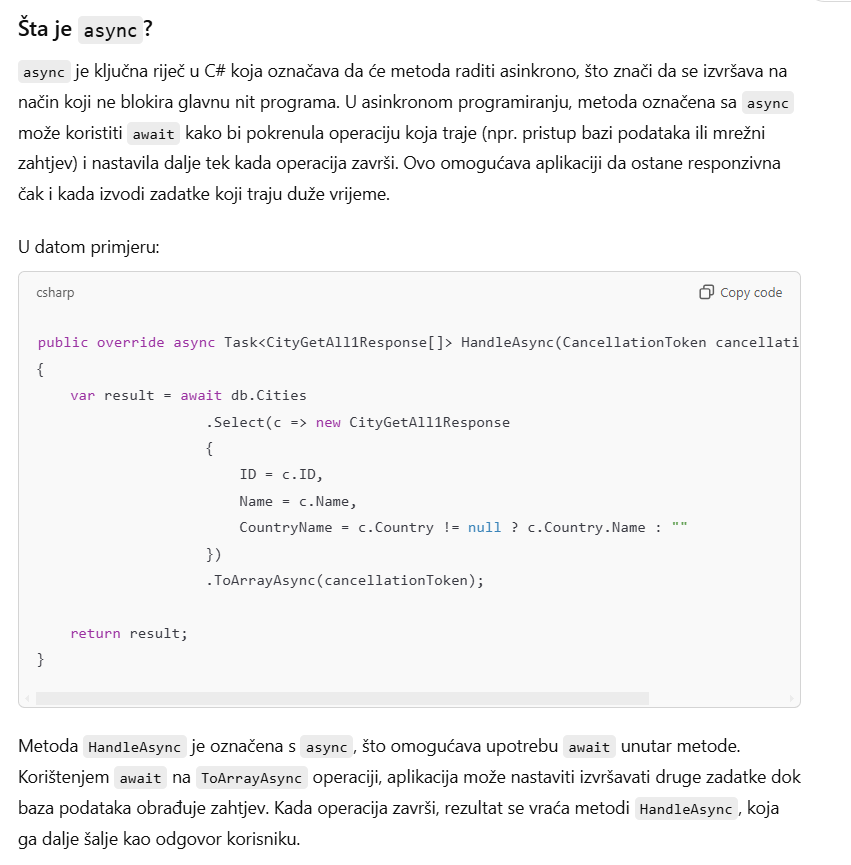 Šta je async?
async je ključna riječ u C# koja označava da će metoda raditi asinkrono, što znači da se izvršava na
način koji ne blokira glavnu nit programa. U asinkronom programiranju, metoda označena sa async
može koristiti await kako bi pokrenula operaciju koja traje (npr. pristup bazi podataka ili mrežni
zahtjev) i nastavila dalje tek kada operacija završi. Ovo omogućava aplikaciji da ostane responzivna
čak i kada izvodi zadatke koji traju duže vrijeme.
U datom primjeru:
csharp Copy code
public override async Task<CityGetAll1Response[]> HandleAsync(CancellationToken cancellati
{
    var result = await db.Cities
                    .Select(c => new CityGetAll1Response
                    {
                        ID = c.ID,
                        Name = c.Name,
                        CountryName = c.Country != null ? c.Country.Name : ""
                    })
                    .ToArrayAsync(cancellationToken);
    return result;
}
Metoda HandleAsync je označena s async, što omogućava upotrebu await unutar metode.
Korištenjem await na ToArrayAsync operaciji, aplikacija može nastaviti izvršavati druge zadatke dok
baza podataka obrađuje zahtjev. Kada operacija završi, rezultat se vraća metodi HandleAsync, koja
ga dalje šalje kao odgovor korisniku.